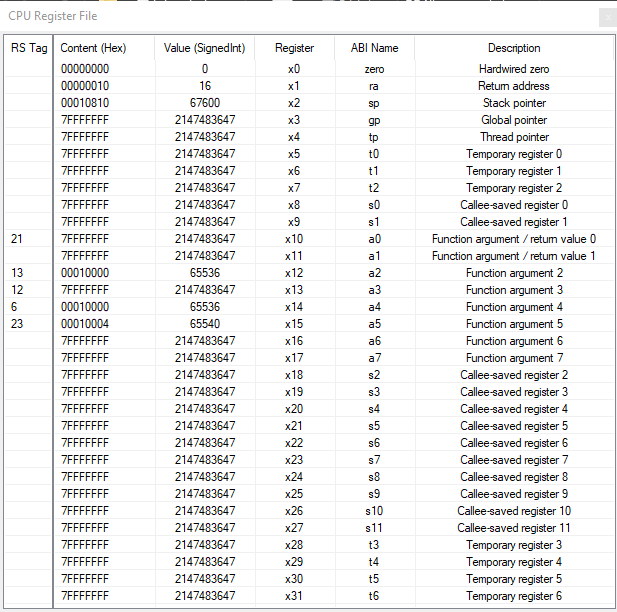 CPU Register File
RS Tag Content (Hex) Value (SignedInt) Register ABI Name Description
00000000 0 x0 zero Hardwired zero
00000010 16 x1 ra Return address
00010810 67600 x2 sp Stack pointer
7FFFFFFF 2147483647 x3 gp Global pointer
7FFFFFFF 2147483647 x4 tp Thread pointer
7FFFFFFF 2147483647 x5 t0 Temporary register 0
7FFFFFFF 2147483647 x6 t1 Temporary register 1
7FFFFFFF 2147483647 x7 t2 Temporary register 2
7FFFFFFF 2147483647 x8 s0 Callee-saved register 0
7FFFFFFF 2147483647 x9 s1 Callee-saved register 1
21 7FFFFFFF 2147483647 x10 a0 Function argument / return value 0
7FFFFFFF 2147483647 x11 a1 Function argument / return value 1
13 00010000 65536 x12 a2 Function argument 2
12 7FFFFFFF 2147483647 x13 a3 Function argument 3
6 00010000 65536 x14 a4 Function argument 4
23 00010004 65540 x15 a5 Function argument 5
7FFFFFFF 2147483647 x16 a6 Function argument 6
7FFFFFFF 2147483647 x17 a7 Function argument 7
7FFFFFFF 2147483647 x18 s2 Callee-saved register 2
7FFFFFFF 2147483647 x19 s3 Callee-saved register 3
7FFFFFFF 2147483647 x20 s4 Callee-saved register 4
7FFFFFFF 2147483647 x21 s5 Callee-saved register 5
7FFFFFFF 2147483647 x22 s6 Callee-saved register 6
7FFFFFFF 2147483647 x23 s7 Callee-saved register 7
7FFFFFFF 2147483647 x24 s8 Callee-saved register 8
7FFFFFFF 2147483647 x25 s9 Callee-saved register 9
7FFFFFFF 2147483647 x26 s10 Callee-saved register 10
7FFFFFFF 2147483647 x27 s11 Callee-saved register 11
7FFFFFFF 2147483647 x28 t3 Temporary register 3
7FFFFFFF 2147483647 x29 t4 Temporary register 4
7FFFFFFF 2147483647 x30 t5 Temporary register 5
7FFFFFFF 2147483647 x31 t6 Temporary register 6